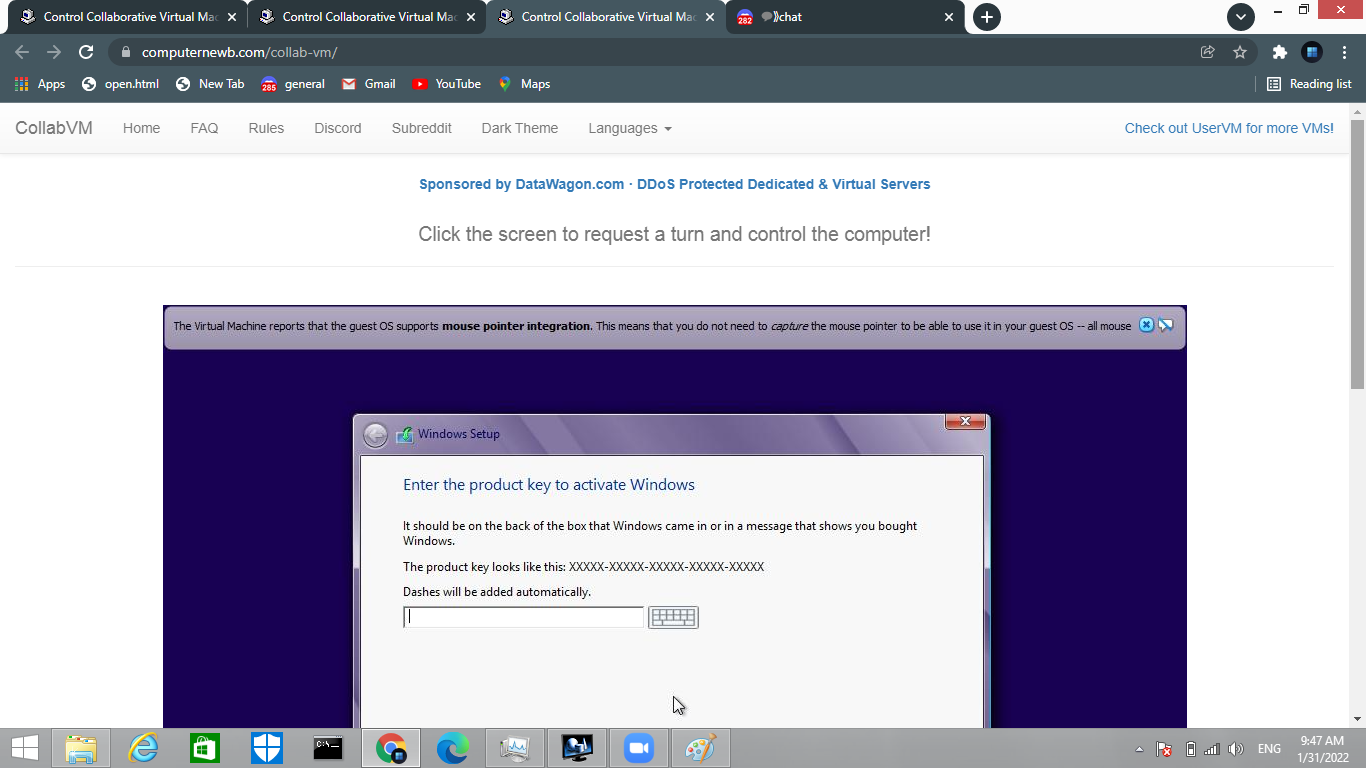 Control Collaborative Virtual Mac
Control Collaborative Virtual Mac
Control Collaborative Virtual Mac
282
chat
computernewb.com/collab-vm/
Apps
open.html
New Tab
285
general
Gmail
YouTube
Maps
Reading list
CollabVM
Home
FAQ
Rules
Discord
Subreddit
Dark Theme
Languages
Check out UserVM for more VMs!
Sponsored by DataWagon.com · DDoS Protected Dedicated & Virtual Servers
Click the screen to request a turn and control the computer!
The Virtual Machine reports that the guest OS supports mouse pointer integration. This means that you do not need to capture the mouse pointer to be able to use it in your guest OS -- all mouse
Windows Setup
Enter the product key to activate Windows
It should be on the back of the box that Windows came in or in a message that shows you bought
Windows.
The product key looks like this: XXXXX-XXXXX-XXXXX-XXXXX-XXXXX
Dashes will be added automatically.
ENG
9:47 AM
1/31/2022